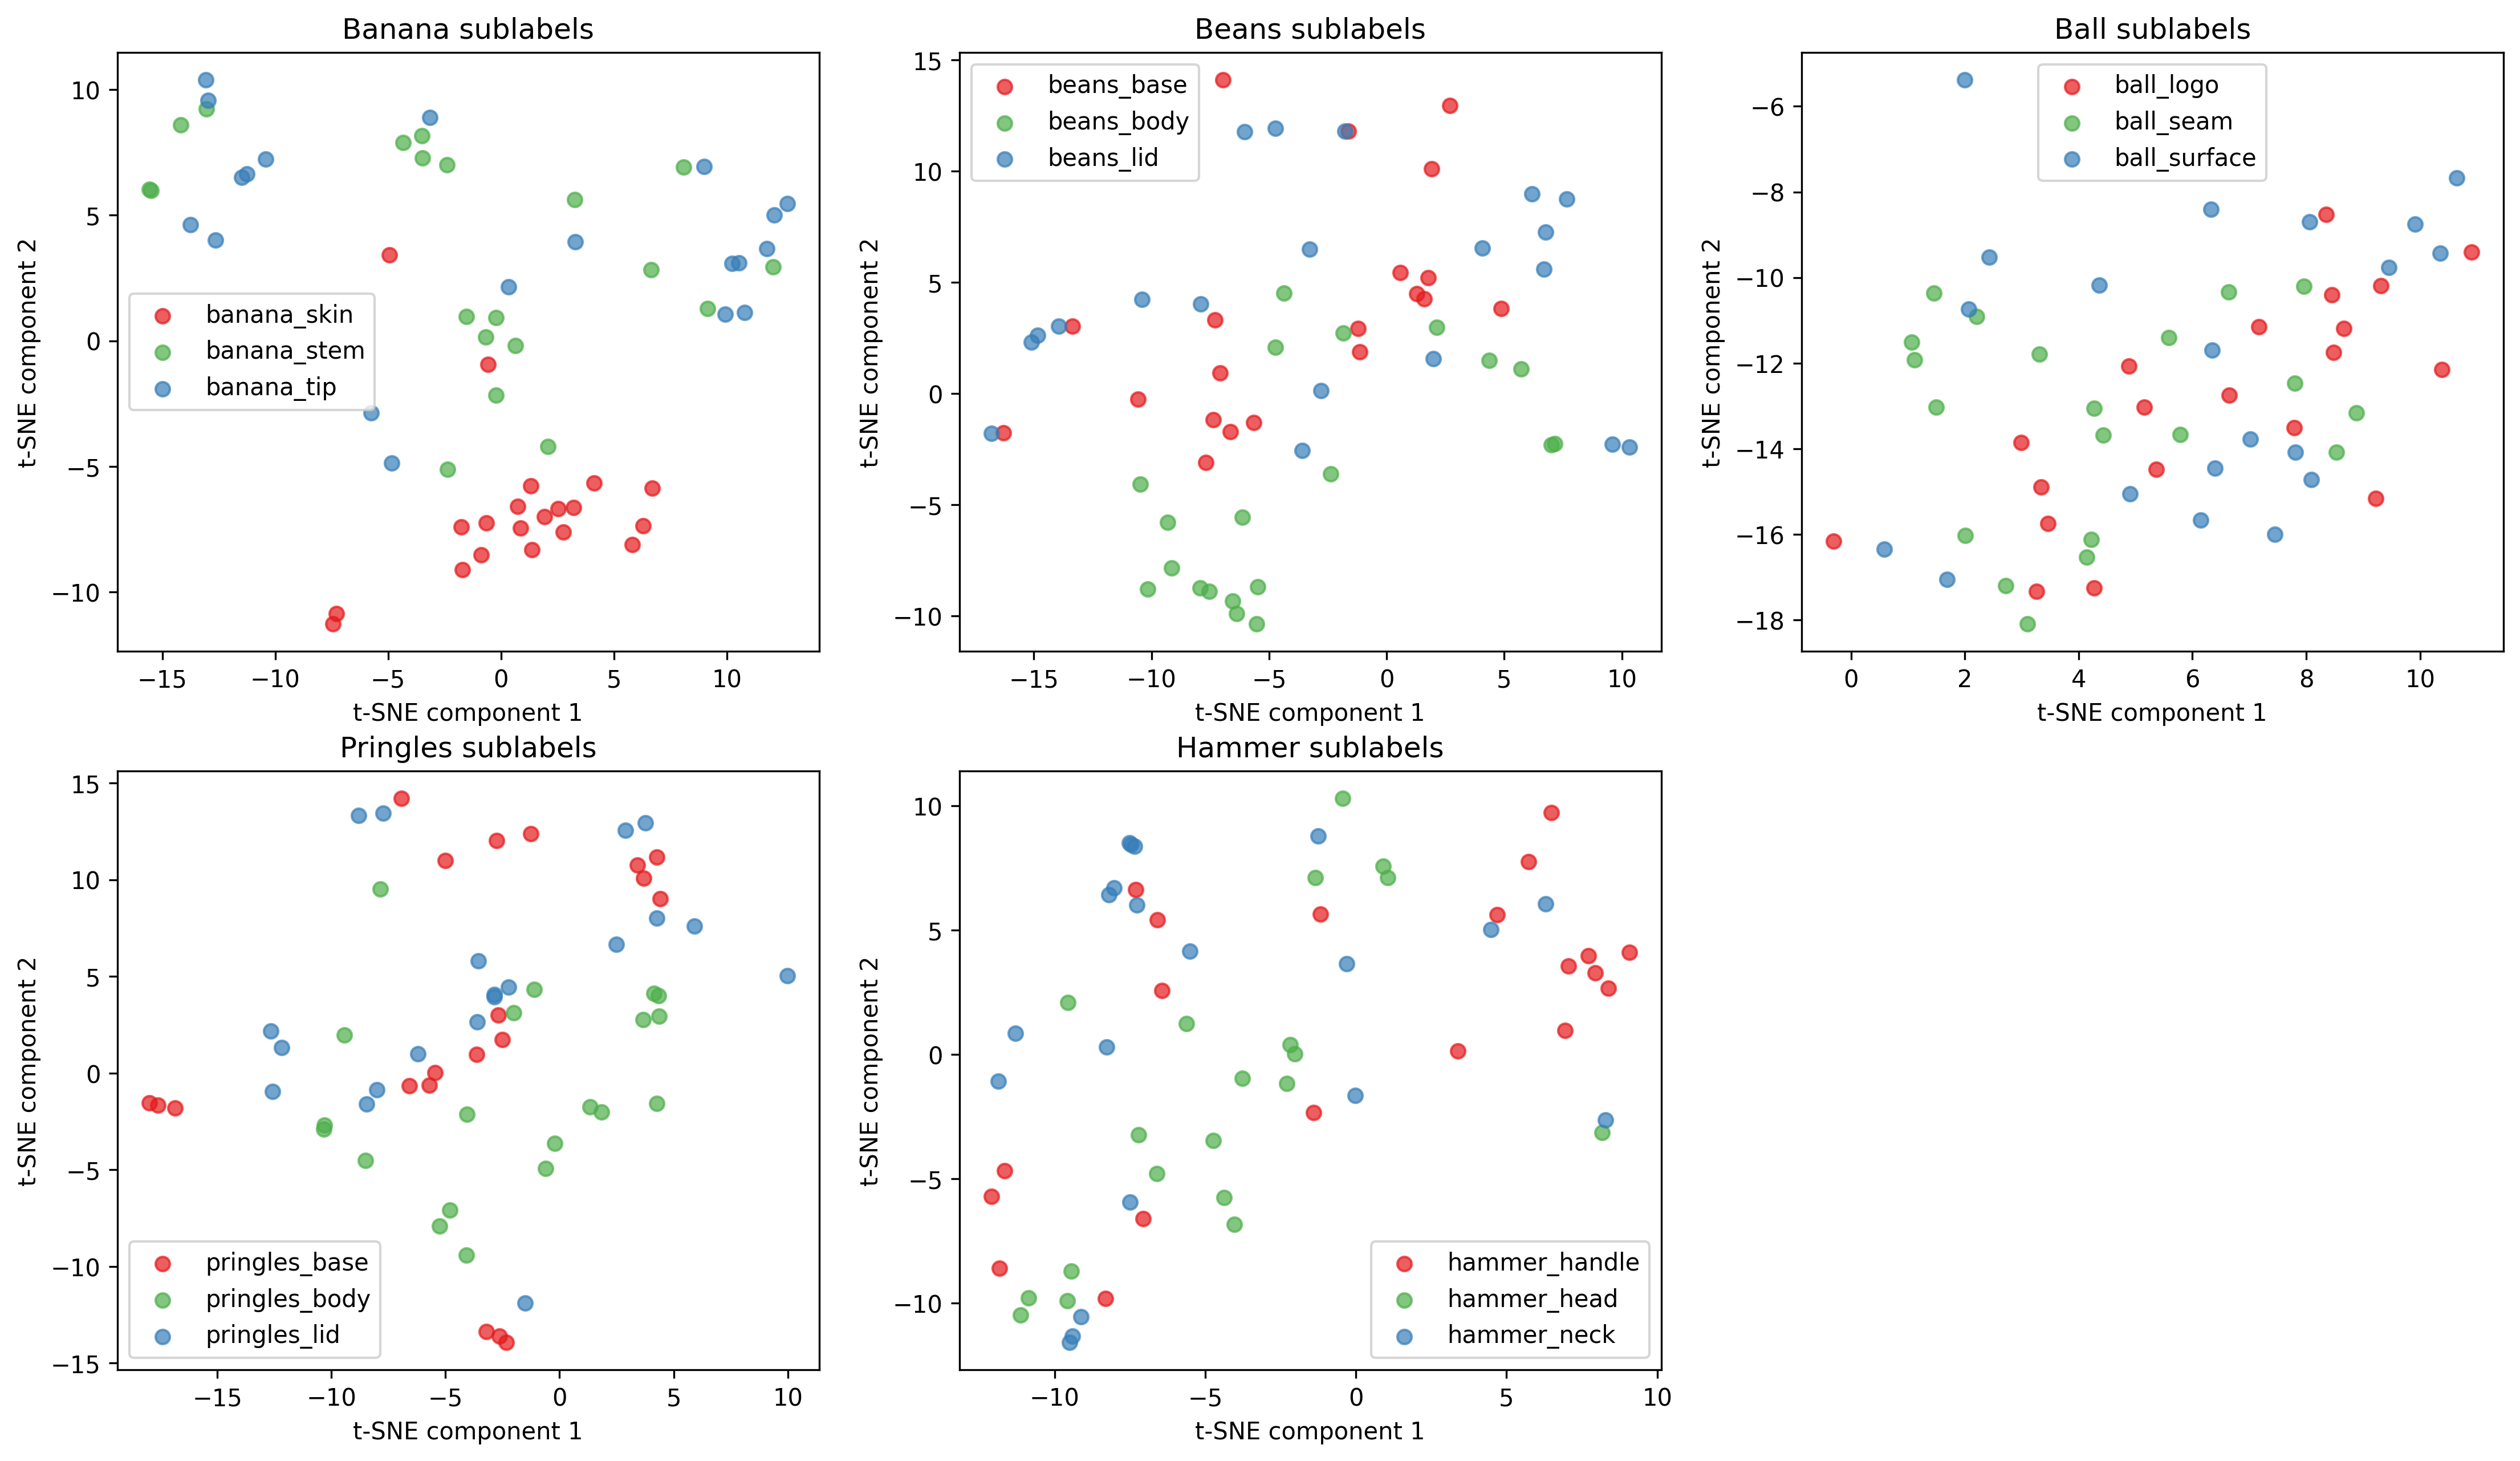 Banana sublabels
10
5
0
−5
−10
t-SNE component 2
banana_skin
banana_stem
banana_tip
−15 −10 −5 0 5 10
t-SNE component 1
Beans sublabels
15
10
5
0
−5
−10
t-SNE component 2
beans_base
beans_body
beans_lid
−15 −10 −5 0 5 10
t-SNE component 1
Ball sublabels
−6
−8
−10
−12
−14
−16
−18
t-SNE component 2
ball_logo
ball_seam
ball_surface
0 2 4 6 8 10
t-SNE component 1
Pringles sublabels
15
10
5
0
−5
−10
−15
t-SNE component 2
pringles_base
pringles_body
pringles_lid
−15 −10 −5 0 5 10
t-SNE component 1
Hammer sublabels
10
5
0
−5
−10
t-SNE component 2
hammer_handle
hammer_head
hammer_neck
−10 −5 0 5 10
t-SNE component 1